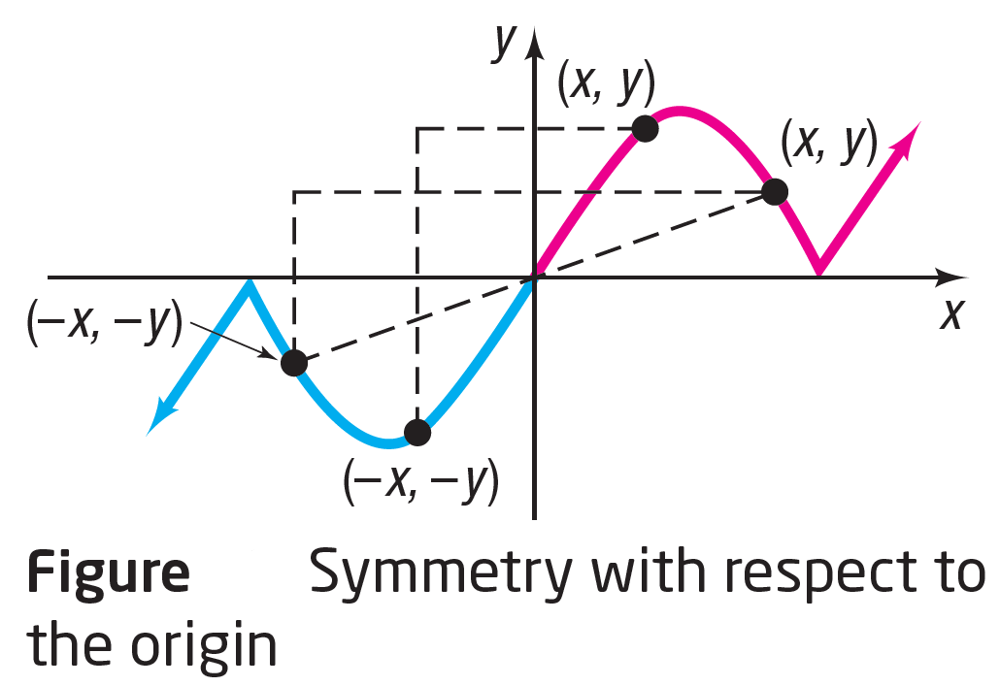 y
(x, y)
(x, y)
x
(−x, −y)
(−x, −y)
Figure Symmetry with respect to
the origin